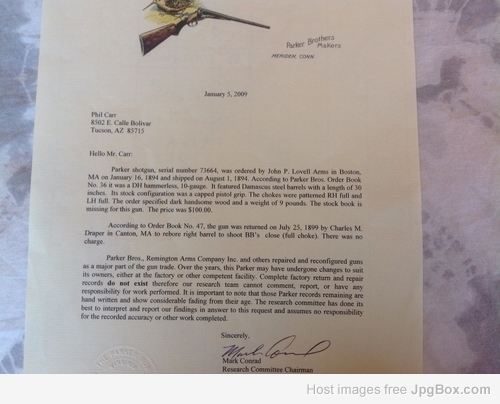 Parker Brothers
Makers
MERIDEN, CONN.
January 5, 2009
Phil Carr
8502 E. Calle Bolivar
Tucson, AZ 85715
Hello Mr. Carr:
Parker shotgun, serial number 73664, was ordered by John P. Lovell Arms in Boston,
MA on January 16, 1894 and shipped on August 1, 1894. According to Parker Bros. Order Book
No. 36 it was a DH hammerless, 10-gauge. It featured Damascus steel barrels with a length of 30
inches. Its stock configuration was a capped pistol grip. The chokes were patterned RH full and
LH full. The order specified dark handsome wood and a weight of 9 pounds. The stock book is
missing for this gun. The price was $100.00.
According to Order Book No. 47, the gun was returned on July 25, 1899 by Charles M.
Draper in Canton, MA to rebore right barrel to shoot BB's close (full choke). There was no
charge.
Parker Bros., Remington Arms Company Inc. and others repaired and reconfigured guns
as a major part of the gun trade. Over the years, this Parker may have undergone changes to suit
its owners, either at the factory or other competent facility. Complete factory return and repair
records do not exist therefore our research team cannot comment, report, or have any
responsibility for work performed. It is important to note that those Parker records remaining are
hand written and show considerable fading from their age. The research committee has done its
best to interpret and report our findings in answer to this request and assumes no responsibility
for the recorded accuracy or other work completed.
Sincerely,
Mark Conrad
Mark Conrad
Research Committee Chairman
Host images free JpgBox.com